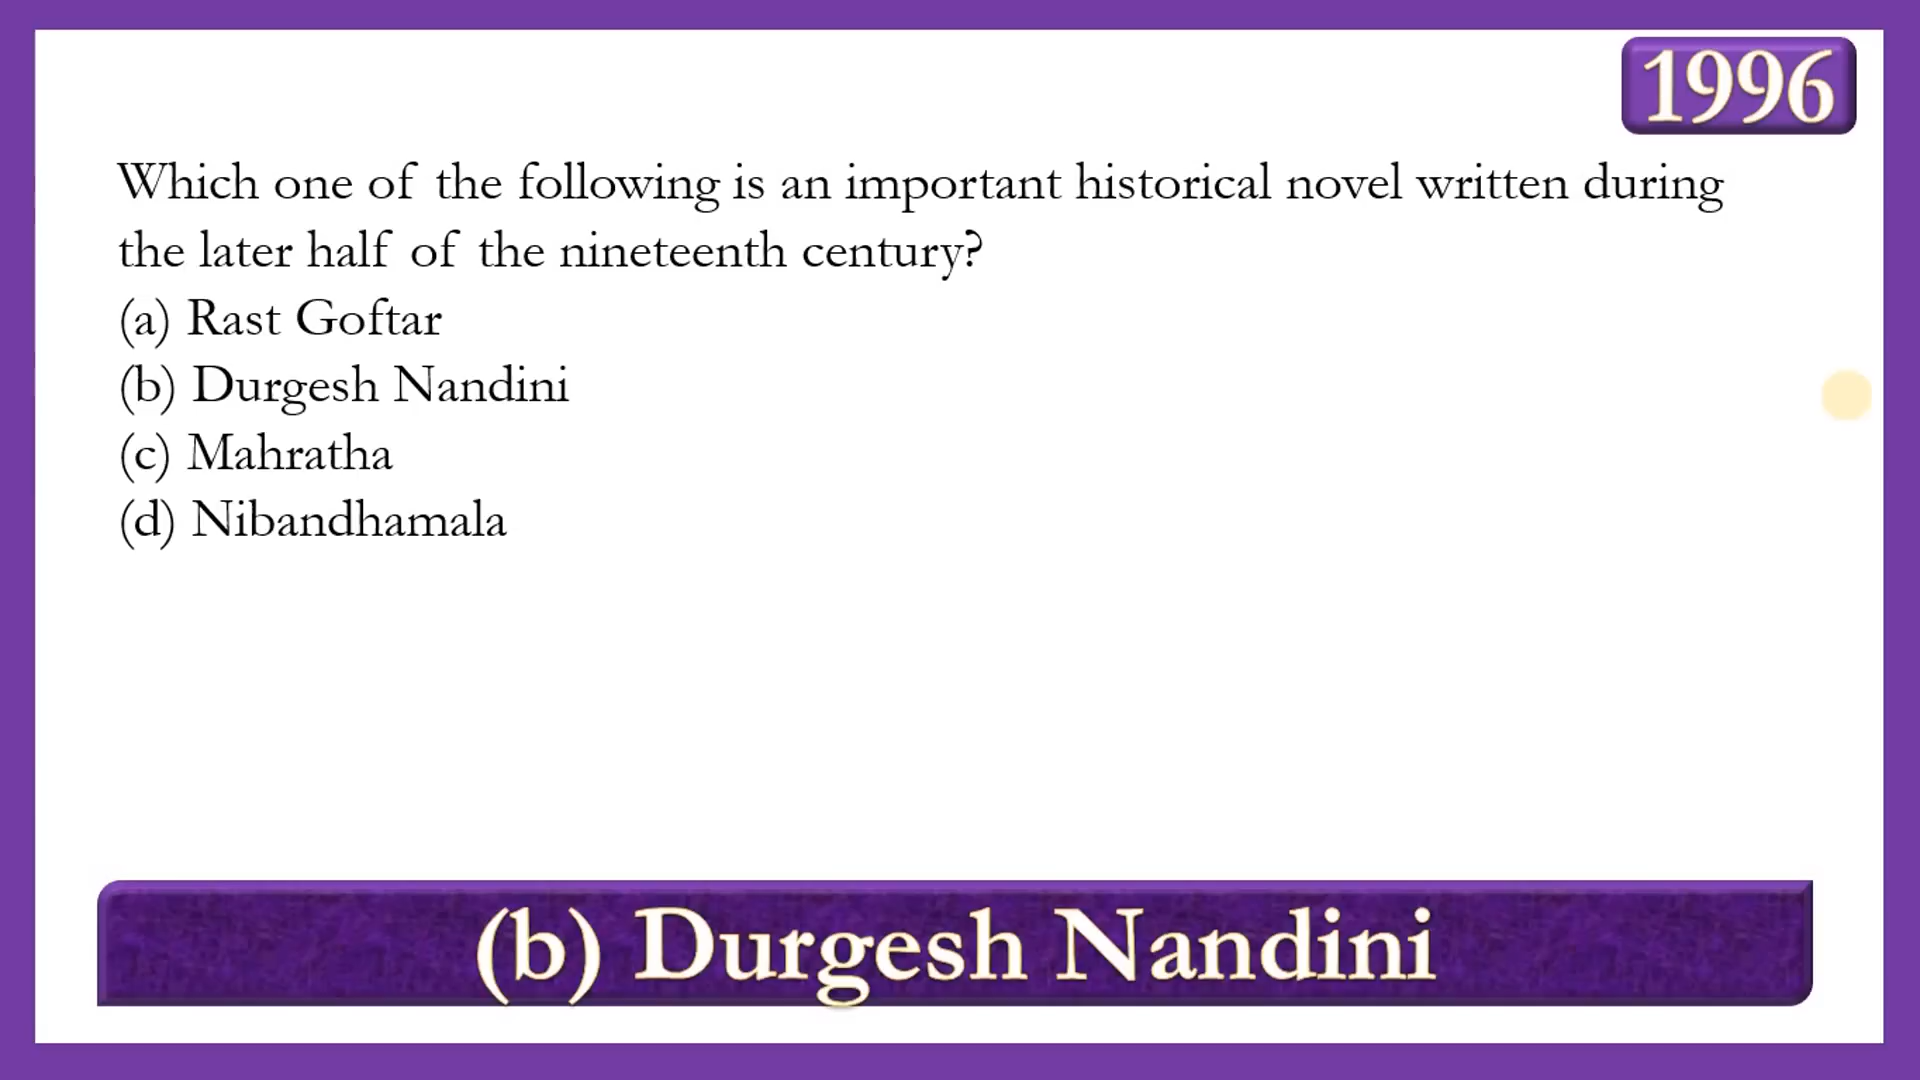 1996
Which one of the following is an important historical novel written during
the later half of the nineteenth century?
(a) Rast Goftar
(b) Durgesh Nandini
(c) Mahratha
(d) Nibandhamala
(b) Durgesh Nandini